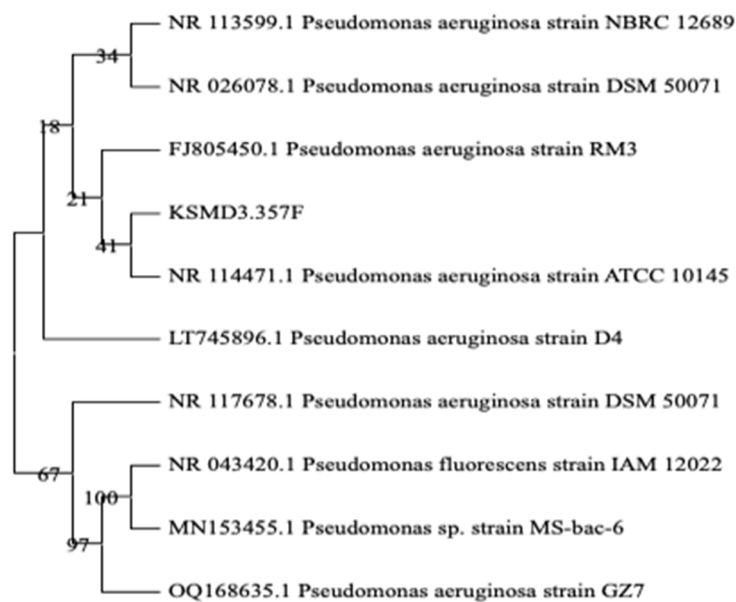 NR 113599.1 Pseudomonas aeruginosa strain NBRC 12689
34
NR 026078.1 Pseudomonas aeruginosa strain DSM 50071
18
FJ805450.1 Pseudomonas aeruginosa strain RM3
21
KSMD3.357F
41
NR 114471.1 Pseudomonas aeruginosa strain ATCC 10145
LT745896.1 Pseudomonas aeruginosa strain D4
NR 117678.1 Pseudomonas aeruginosa strain DSM 50071
67
NR 043420.1 Pseudomonas fluorescens strain IAM 12022
100
MN153455.1 Pseudomonas sp. strain MS-bac-6
97
OQ168635.1 Pseudomonas aeruginosa strain GZ7